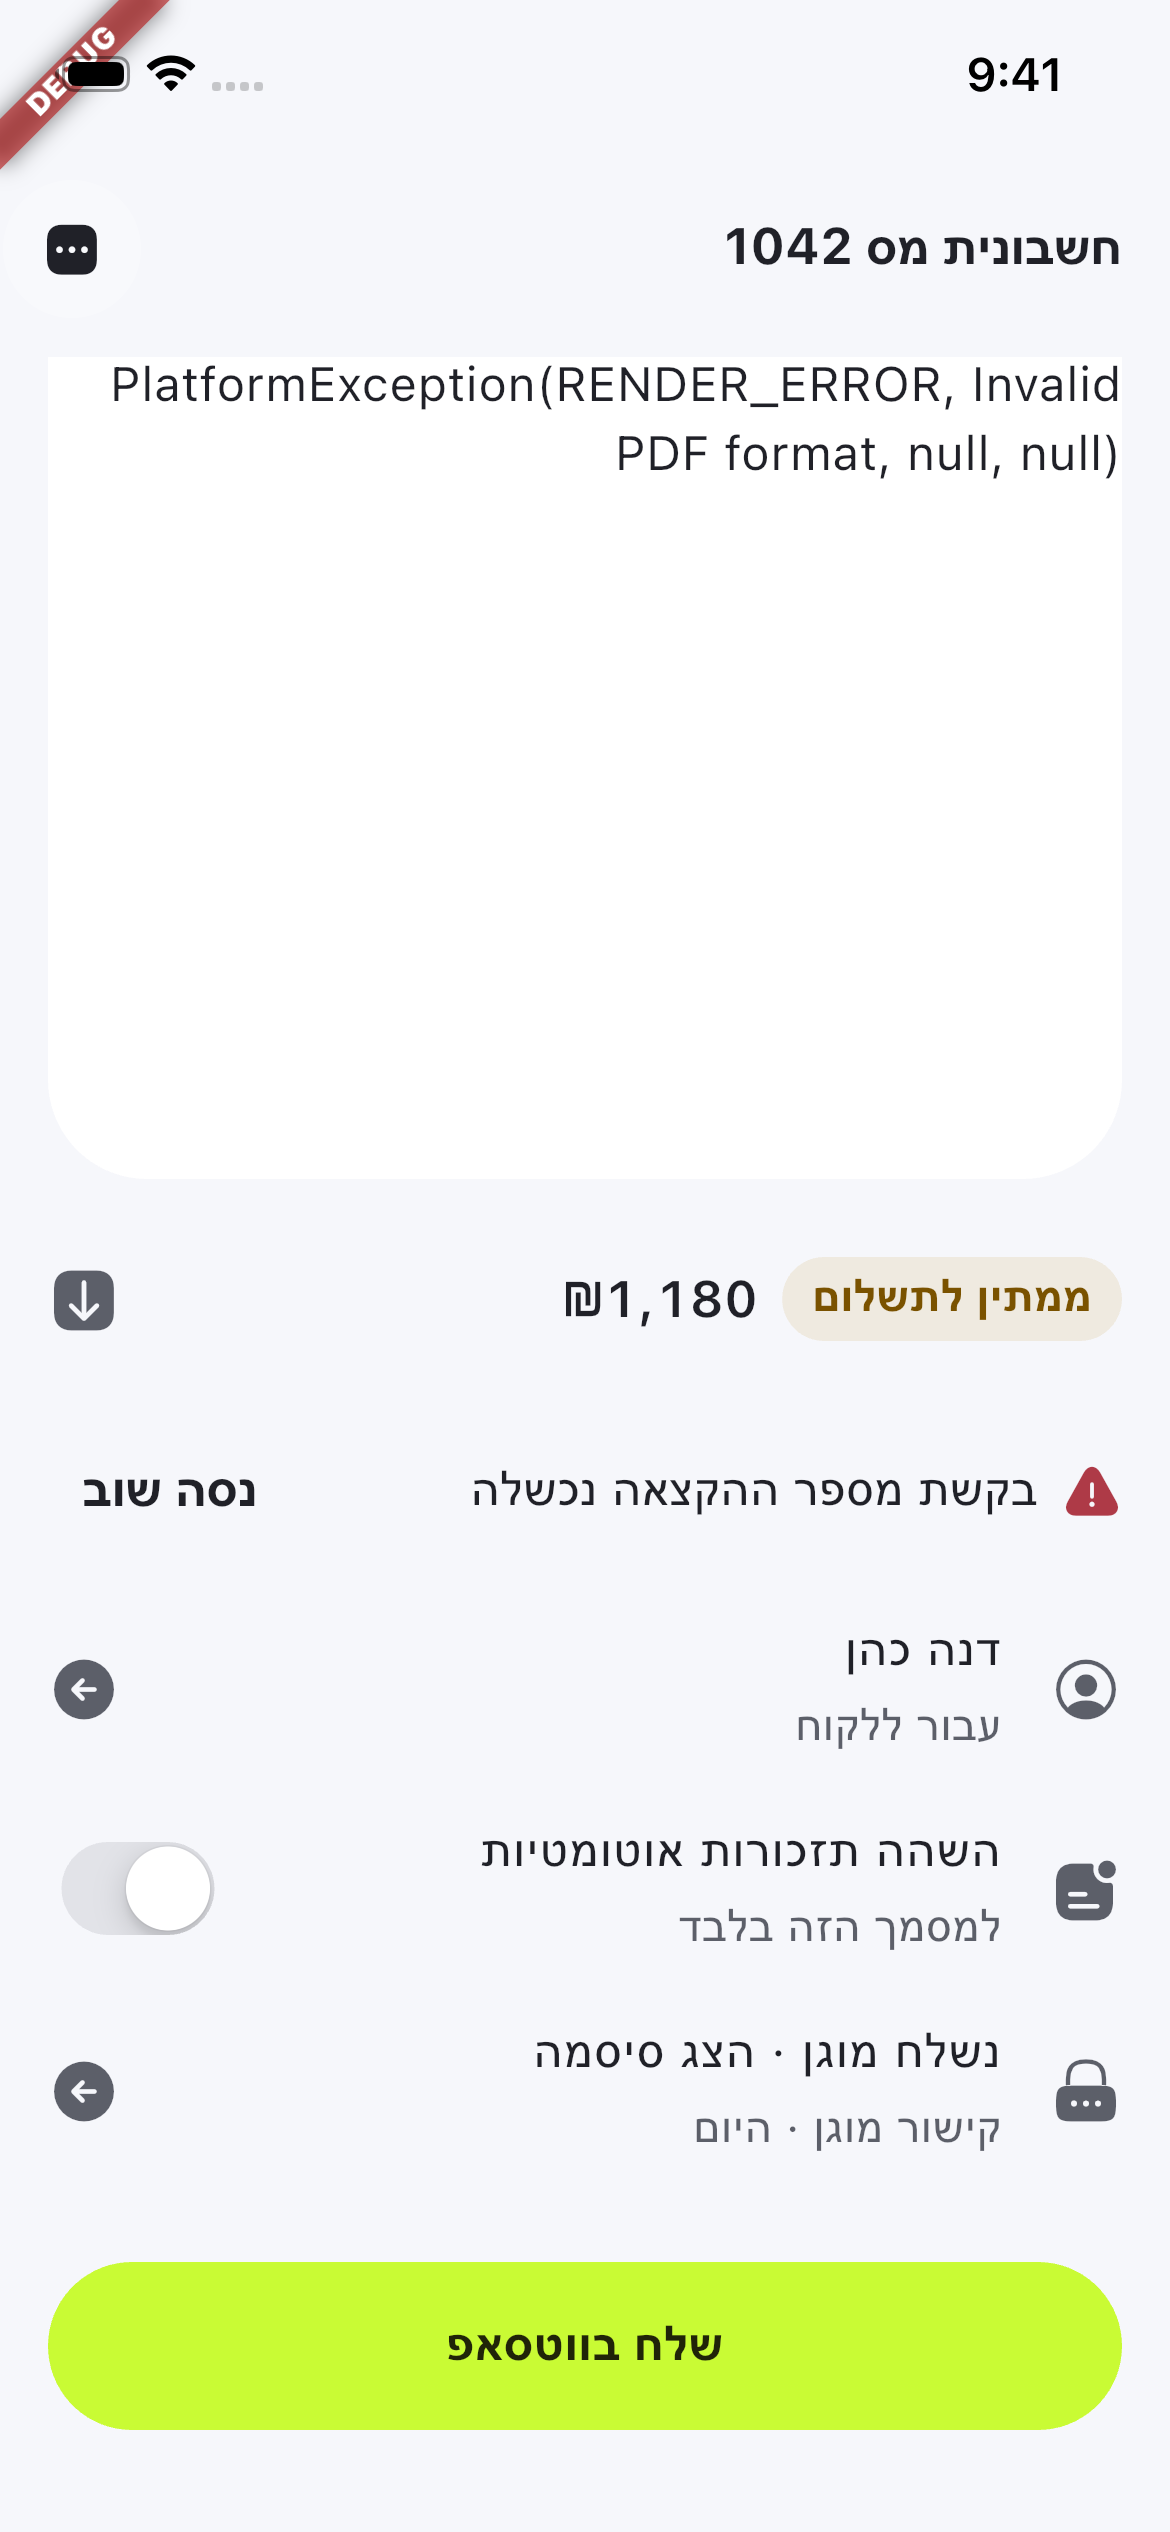 DEBUG
9:41
חשבונית מס 1042
PlatformException(RENDER_ERROR, Invalid
PDF format, null, null)
ממתין לתשלום
₪1,180
בקשת מספר ההקצאה נכשלה
נסה שוב
דנה כהן
עבור ללקוח
השהה תזכורות אוטומטיות
למסמך הזה בלבד
נשלח מוגן · הצג סיסמה
קישור מוגן · היום
שלח בווטסאפ